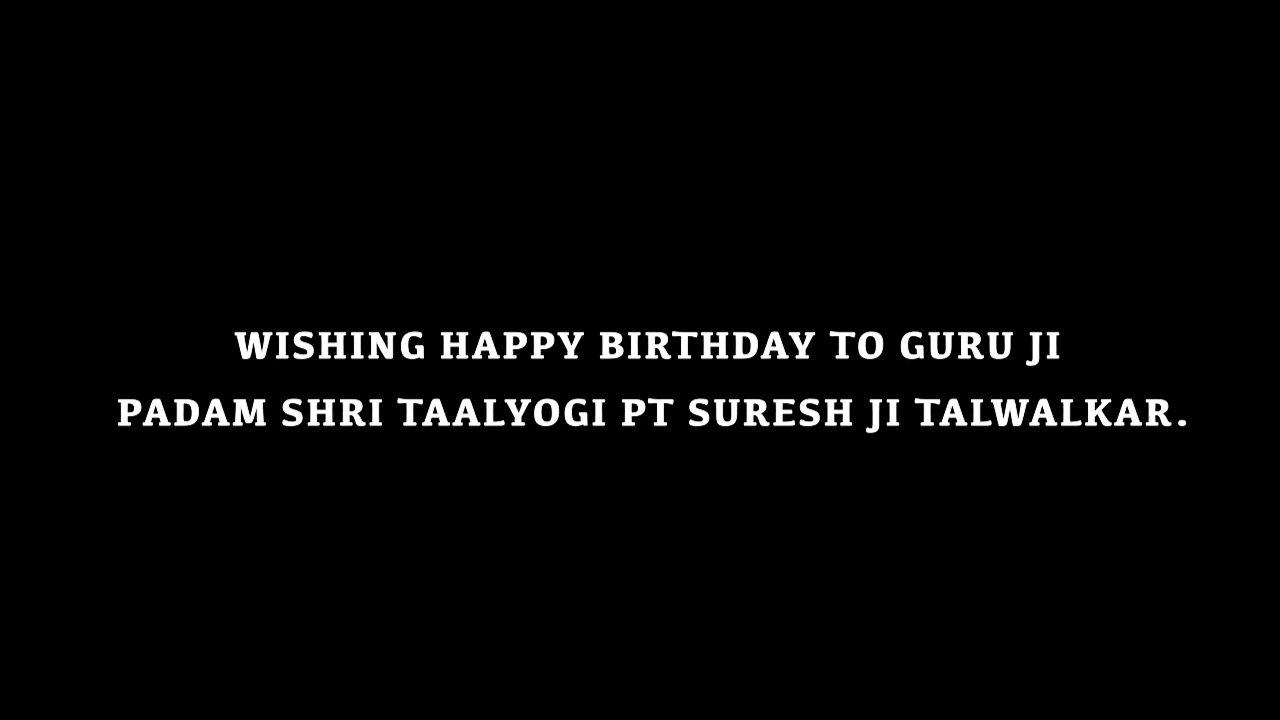 WISHING HAPPY BIRTHDAY TO GURU JI
PADAM SHRI TAALYOGI PT SURESH JI TALWALKAR.